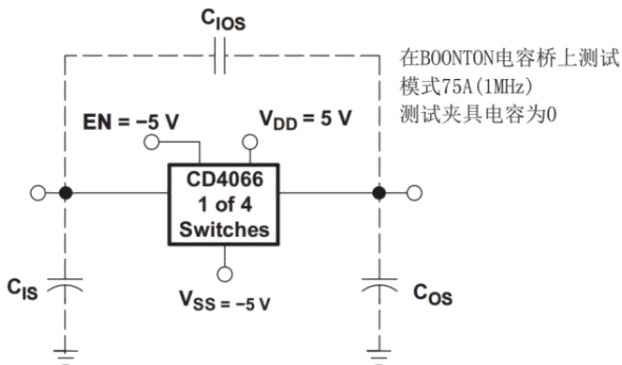 CIOS
在BOONTON电容桥上测试
模式75A(1MHz)
测试夹具电容为0
EN = −5 V
VDD = 5 V
CD4066
1 of 4
Switches
CIS
VSS = −5 V
COS